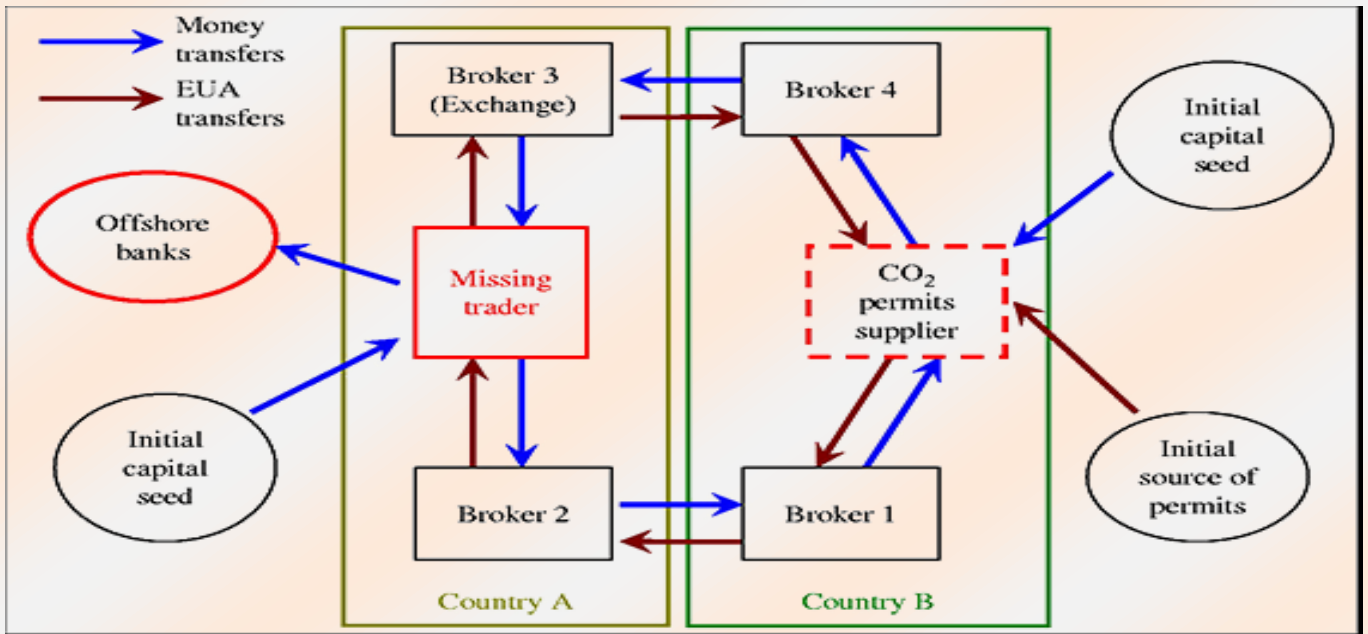 Money
transfers
EUA
transfers
Broker 3
(Exchange)
Broker 4
Initial
capital
seed
Offshore
banks
Missing
trader
CO₂
permits
supplier
Initial
capital
seed
Broker 2
Broker 1
Initial
source of
permits
Country A
Country B